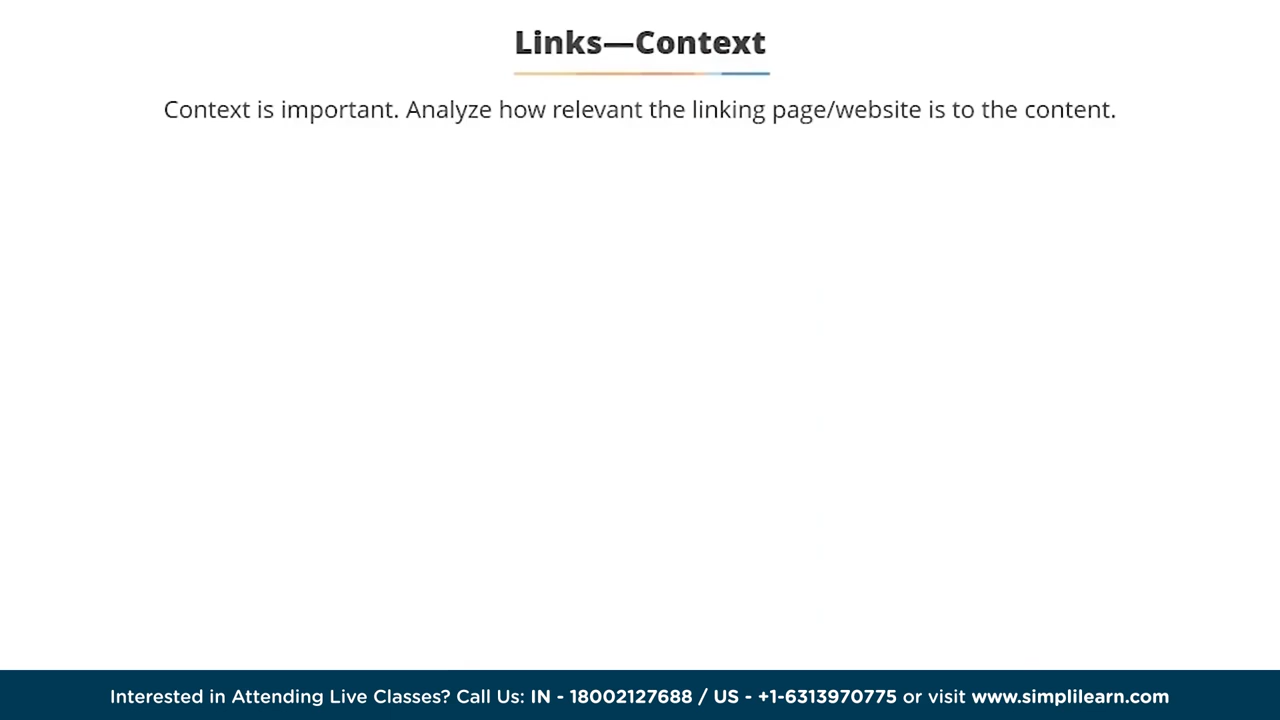 Links—Context
Context is important. Analyze how relevant the linking page/website is to the content.
Interested in Attending Live Classes? Call Us: IN - 18002127688 / US - +1-6313970775 or visit www.simplilearn.com